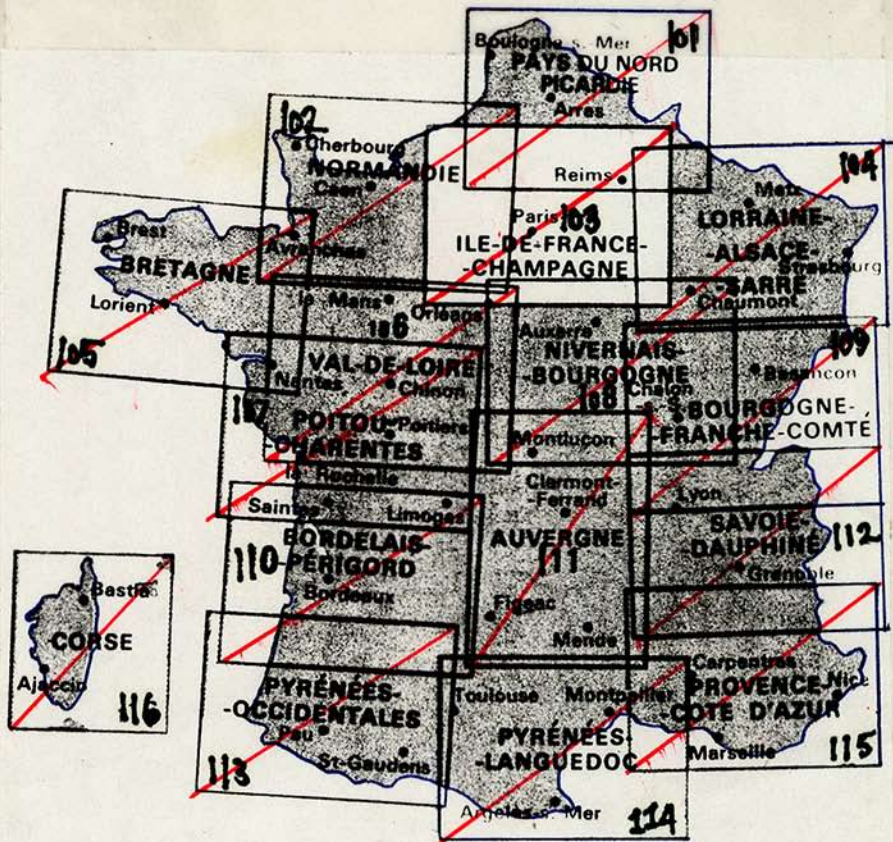 101
Boulogne-s. Mer
PAYS DU NORD
PICARDIE
Arras
102
Cherbourg
NORMANDIE
Caen
Avranches
Reims
Paris
103
ILE-DE-FRANCE-
-CHAMPAGNE
104
Metz
LORRAINE-
-ALSACE-
-SARRE
Strasbourg
Chaumont
Brest
BRETAGNE
Lorient
105
le Mans
106
Orléans
VAL-DE-LOIRE
Nantes
Chinon
107
POITOU-
-CHARENTES
Poitiers
la Rochelle
Auxerre
NIVERNAIS-
-BOURGOGNE
Chalon
108
Montluçon
109
Besancon
BOURGOGNE-
-FRANCHE-COMTÉ
Saintes
Limoges
BORDELAIS-
-PÉRIGORD
110
Bordeaux
Clermont-
-Ferrand
AUVERGNE
111
Figeac
Mende
Lyon
SAVOIE-
-DAUPHINÉ
112
Grenoble
Bastia
CORSE
Ajaccio
116
PYRÉNÉES-
-OCCIDENTALES
Pau
St-Gaudens
113
Toulouse
Montpellier
PYRÉNÉES-
-LANGUEDOC
Argelès-s. Mer
114
Carpentras
PROVENCE-
-COTE D'AZUR
Nice
Marseille
115